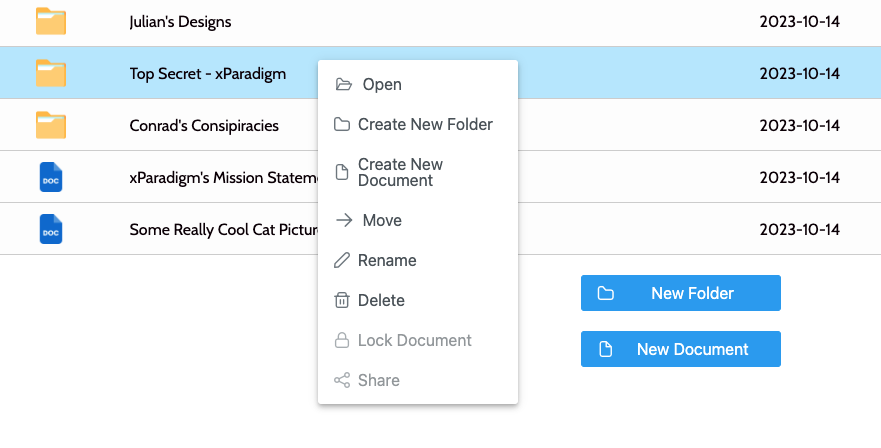 Julian's Designs 2023-10-14
Top Secret - xParadigm 2023-10-14
Open
Create New Folder
Conrad's Consipiracies 2023-10-14
Create New
Document
DOC xParadigm's Mission 2023-10-14
Move
DOC Some Really Cool Cat 2023-10-14
Rename
New Folder
Delete
Lock Document
New Document
Share